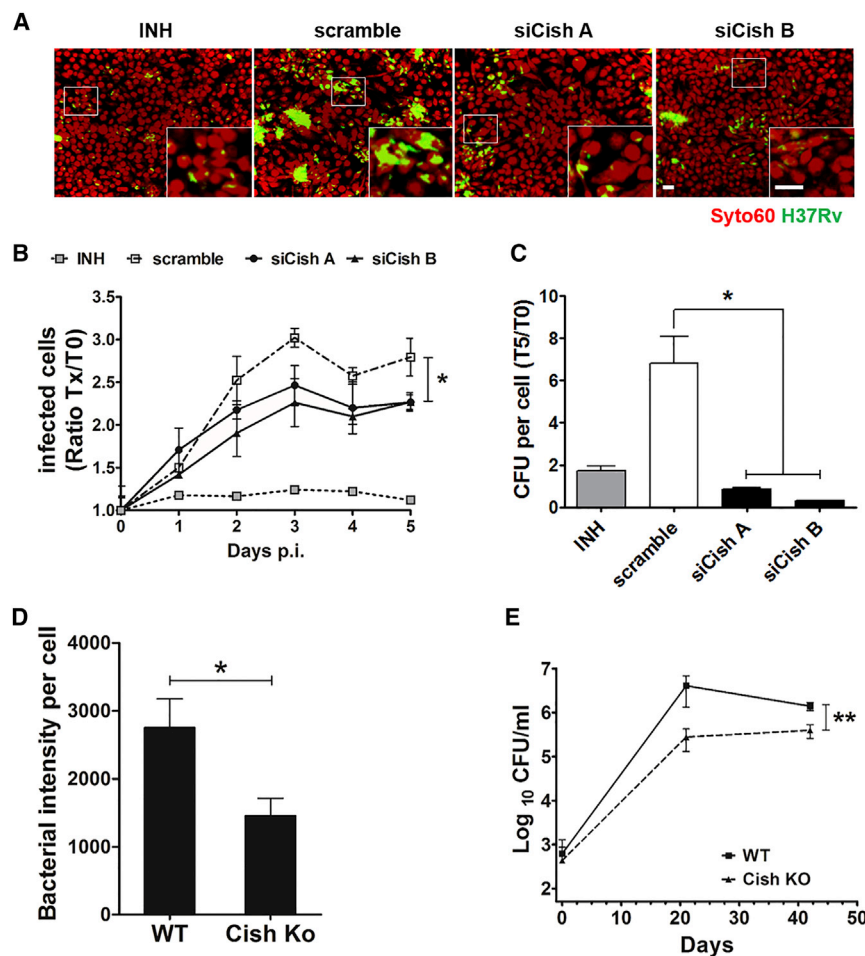 A
INH
scramble
siCish A
siCish B
Syto60 H37Rv
B
INH
scramble
siCish A
siCish B
infected cells
(Ratio Tx/T0)
3.5
3.0
2.5
2.0
1.5
1.0
*
0
1
2
3
4
5
Days p.i.
C
CFU per cell (T5/T0)
10
8
6
4
2
0
*
INH
scramble
siCish A
siCish B
D
Bacterial intensity per cell
4000
3000
2000
1000
0
*
WT
Cish Ko
E
Log 10 CFU/ml
7
6
5
4
3
2
**
WT
Cish KO
0
10
20
30
40
50
Days